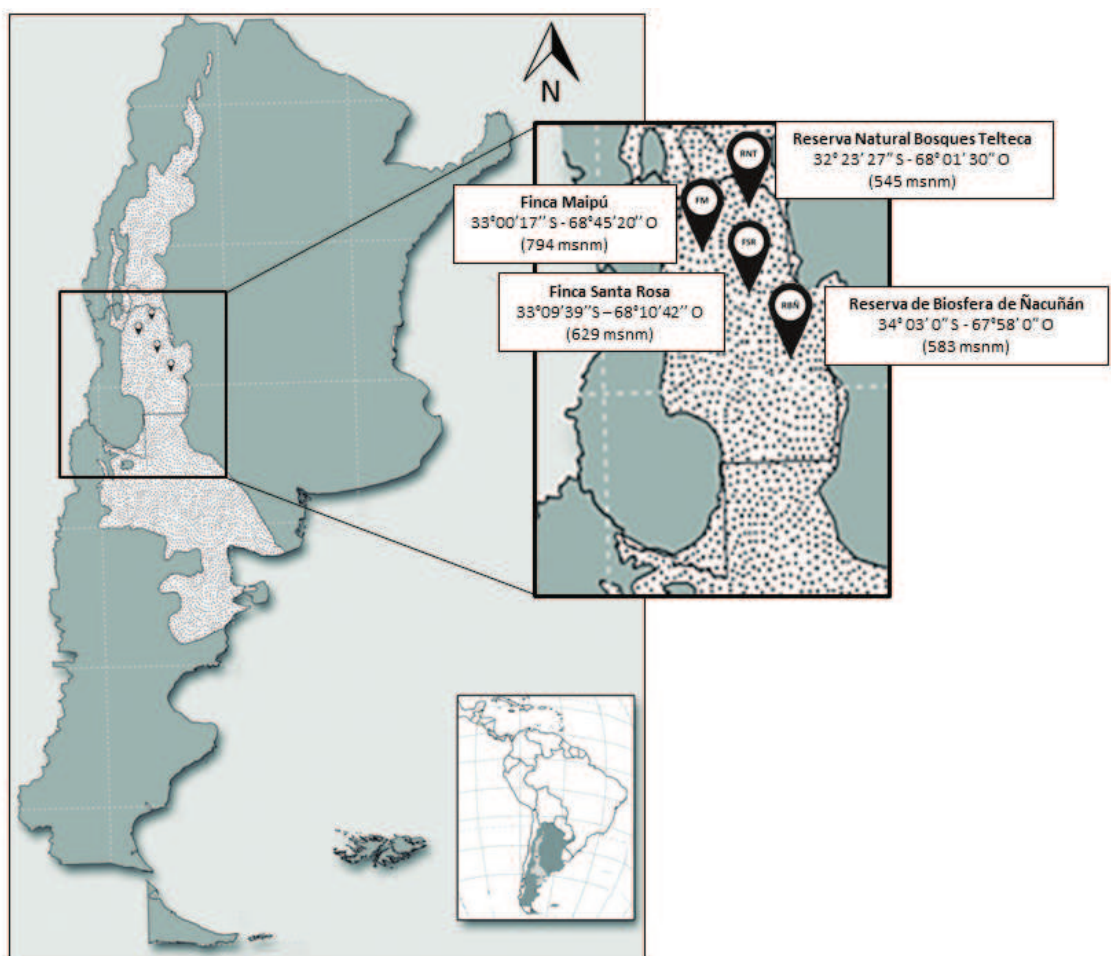 N
Reserva Natural Bosques Telteca
32° 23' 27'' S - 68° 01' 30'' O
(545 msnm)
RNT
Finca Maipú
33°00'17'' S - 68°45'20'' O
(794 msnm)
FM
FSR
Finca Santa Rosa
33°09'39''S – 68°10'42'' O
(629 msnm)
RBÑ
Reserva de Biosfera de Ñacuñán
34° 03' 0''S - 67°58' 0''O
(583 msnm)